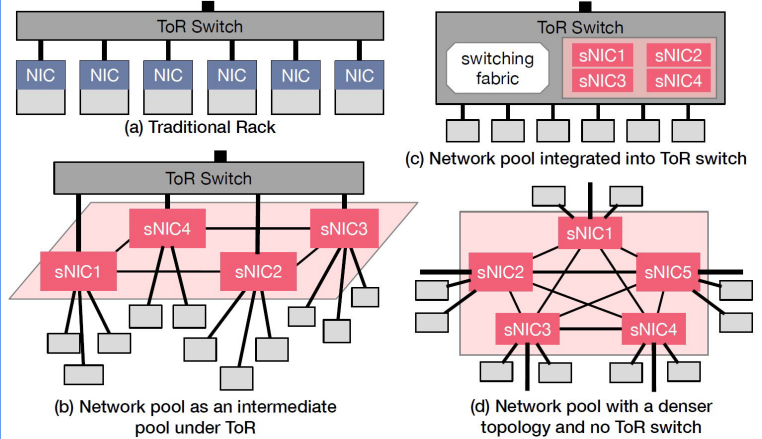 ToR Switch
NIC NIC NIC NIC NIC NIC
(a) Traditional Rack
ToR Switch
sNIC4
sNIC3
sNIC1
sNIC2
(b) Network pool as an intermediate
pool under ToR
ToR Switch
switching
fabric
sNIC1 sNIC2
sNIC3 sNIC4
(c) Network pool integrated into ToR switch
sNIC1
sNIC2
sNIC5
sNIC3
sNIC4
(d) Network pool with a denser
topology and no ToR switch